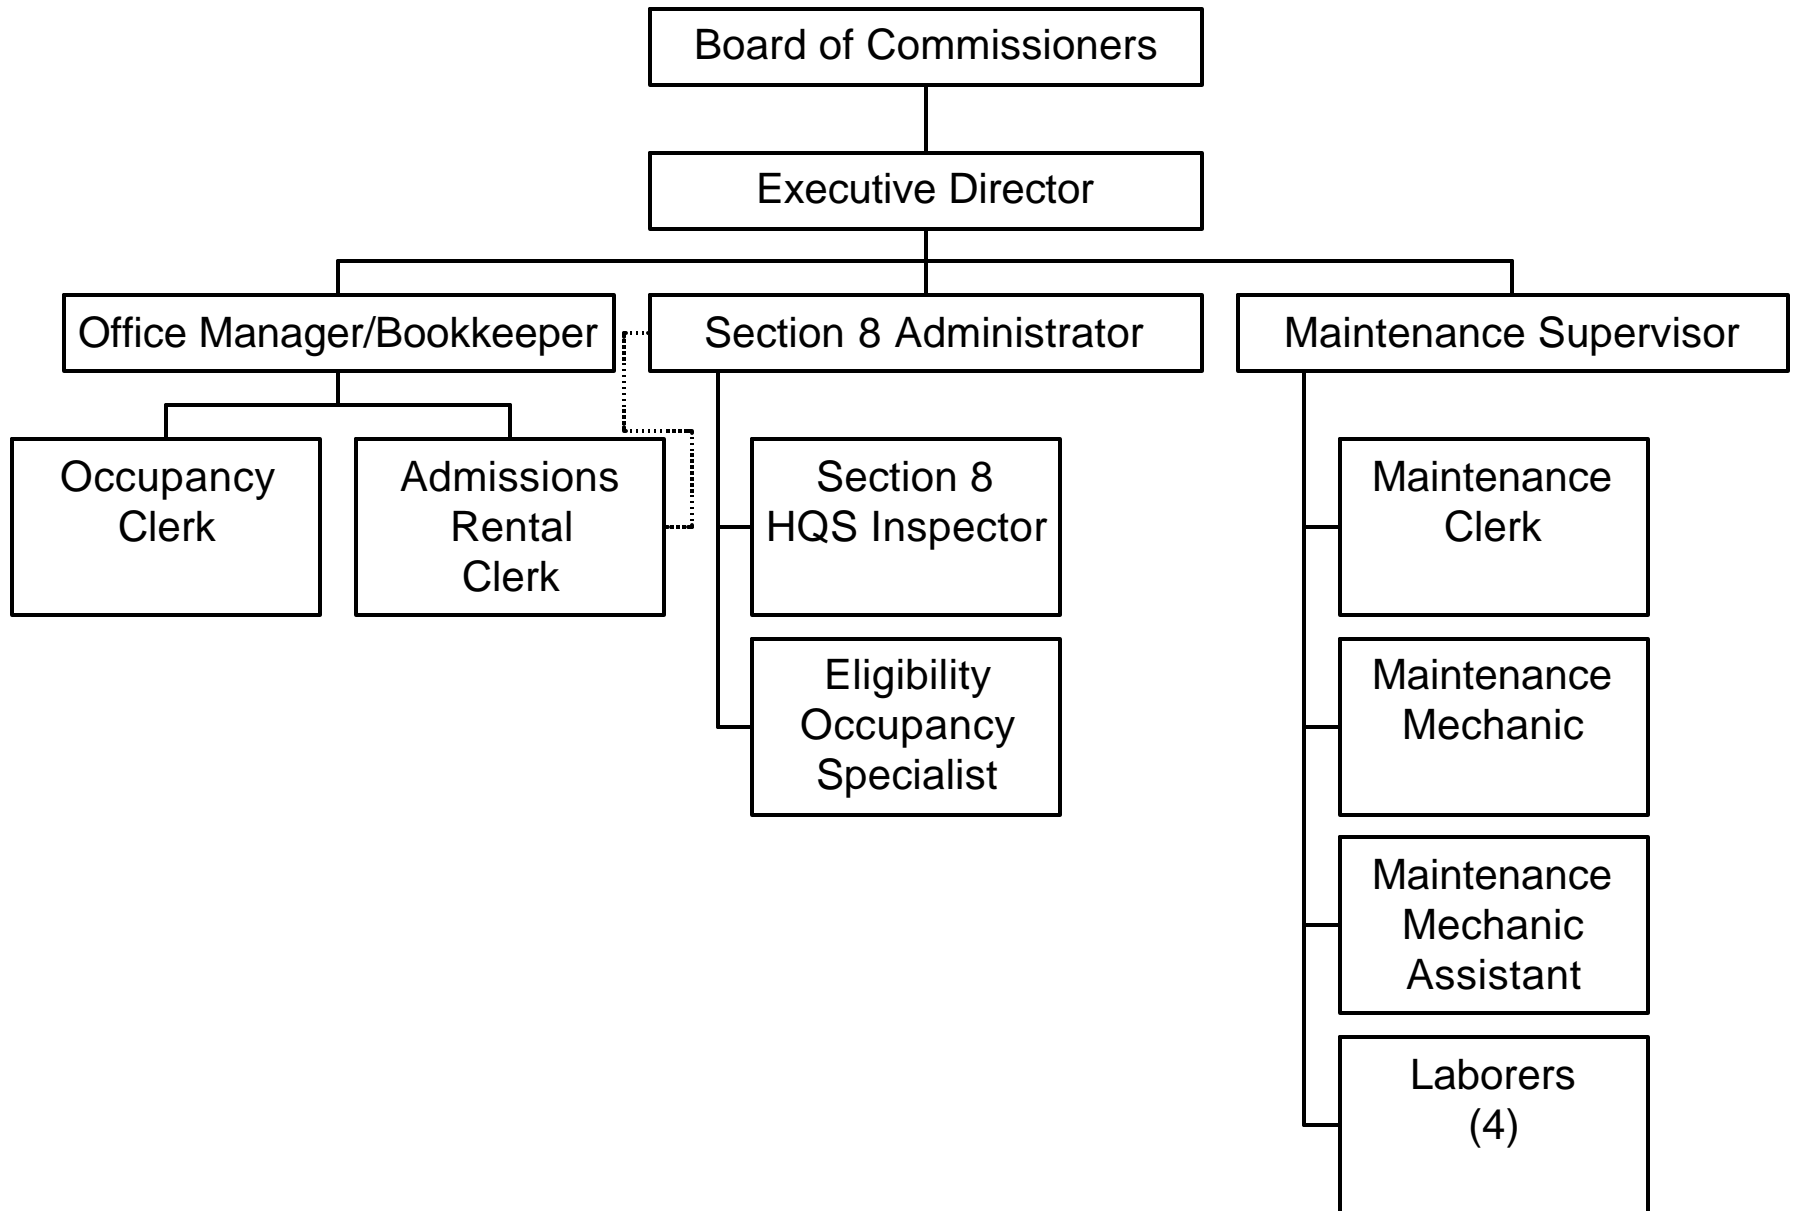 Board of Commissioners
Executive Director
Office Manager/Bookkeeper
Section 8 Administrator
Maintenance Supervisor
Occupancy
Clerk
Admissions
Rental
Clerk
Section 8
HQS Inspector
Eligibility
Occupancy
Specialist
Maintenance
Clerk
Maintenance
Mechanic
Maintenance
Mechanic
Assistant
Laborers
(4)